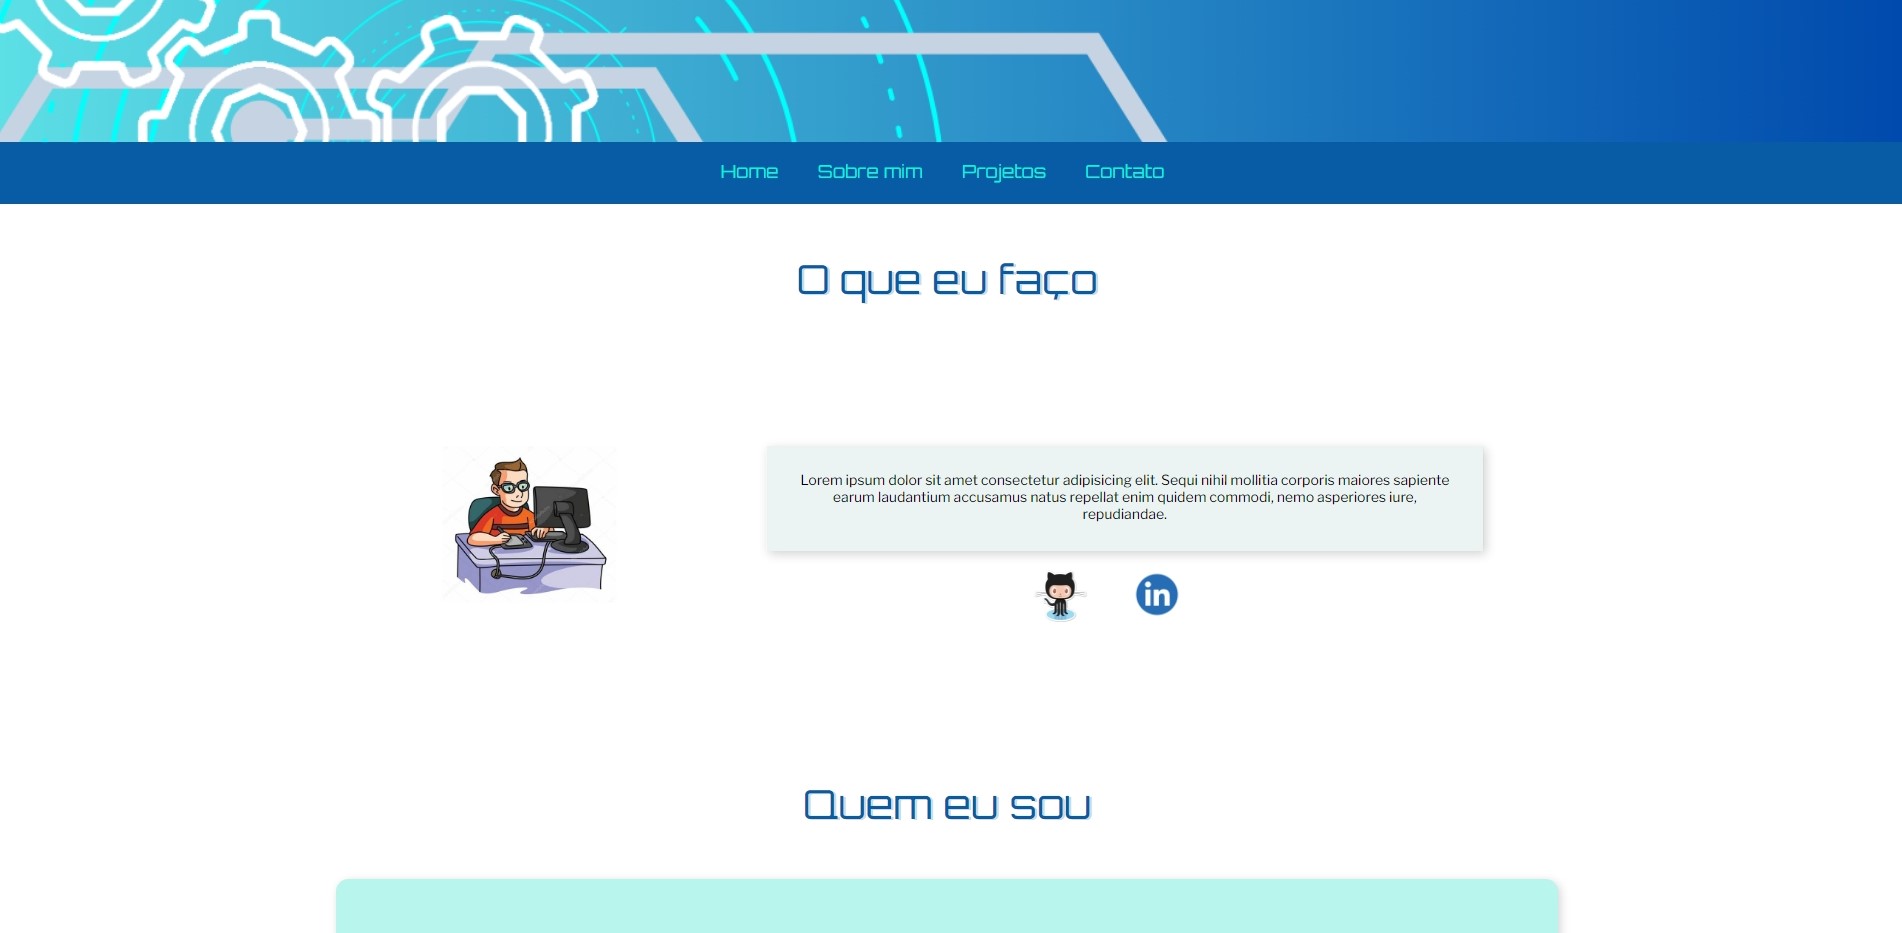 Home Sobre mim Projetos Contato
O que eu faço
Lorem ipsum dolor sit amet consectetur adipisicing elit. Sequi nihil mollitia corporis maiores sapiente
earum laudantium accusamus natus repellat enim quidem commodi, nemo asperiores iure,
repudiandae.
in
Quem eu sou